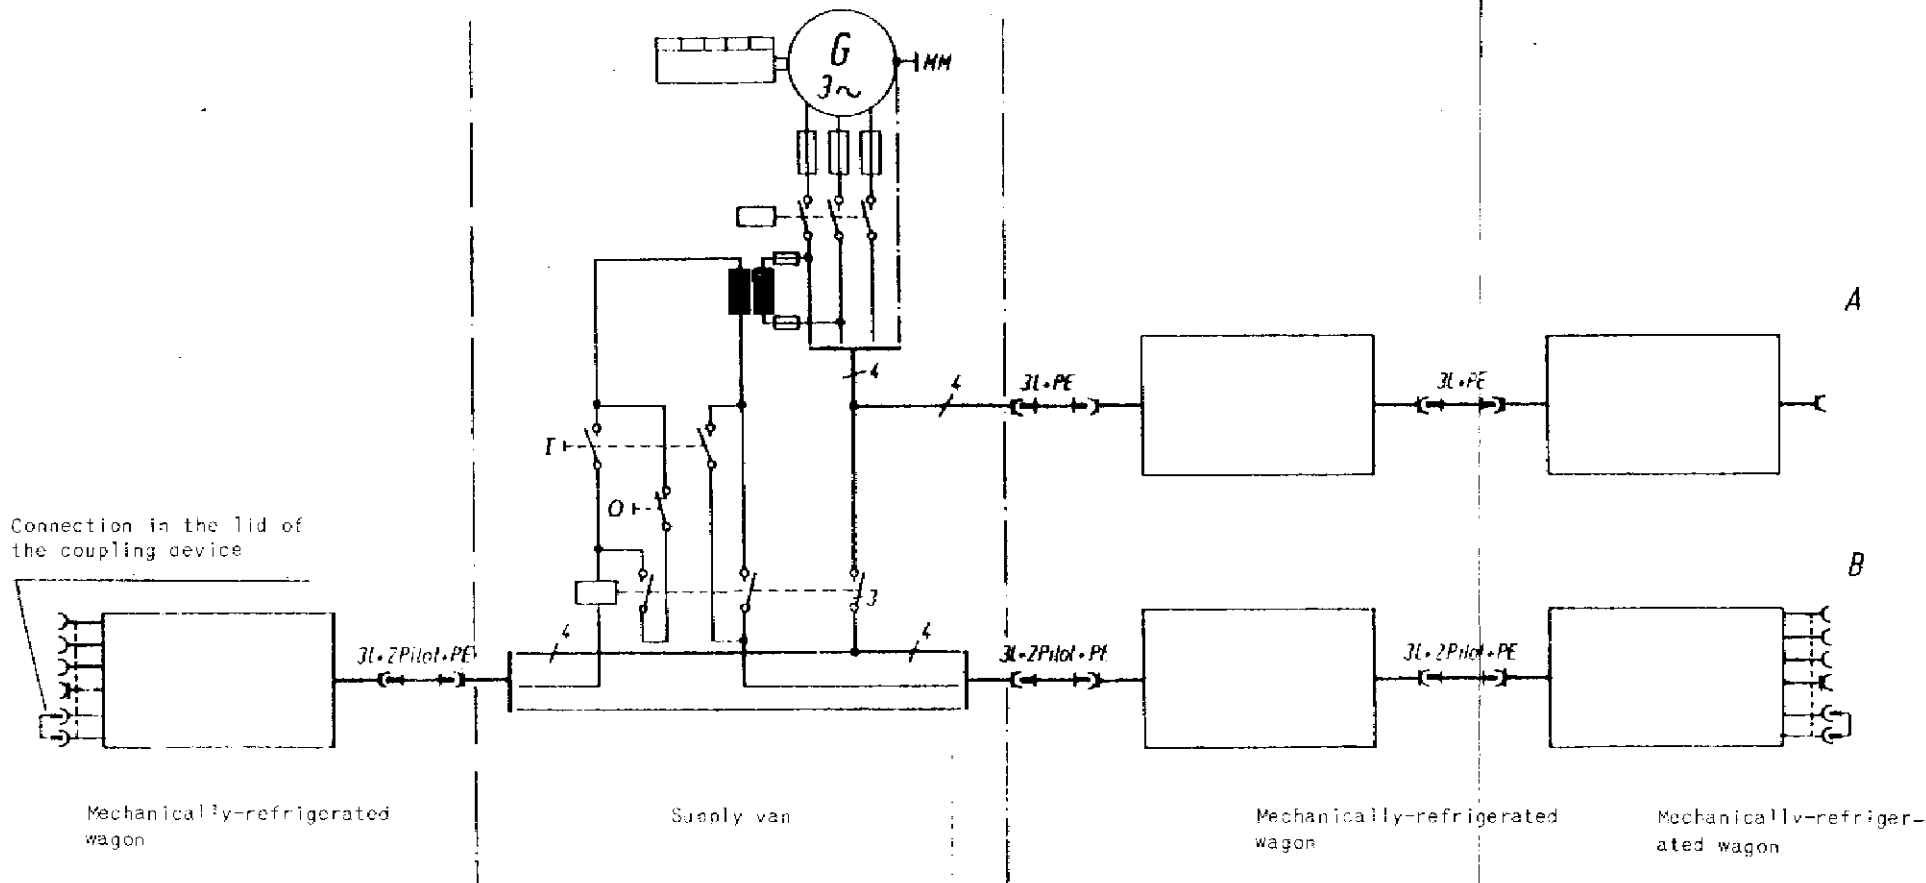 G
3~
MM
A
4
4
3L+PE
3L+PE
I
O
Connection in the lid of
the coupling device
B
3
4
4
3L+2Pilot+PE
3L+2Pilot+PE
3L+2Pilot+PE
Mechanically-refrigerated
wagon
Supply van
Mechanically-refrigerated
wagon
Mechanically-refriger-
ated wagon